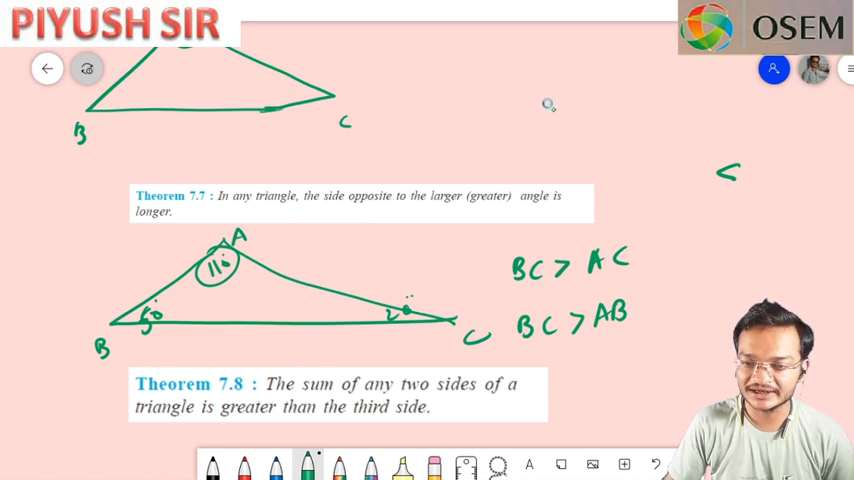 PIYUSH SIR
OSEM
B
C
<
Theorem 7.7 : In any triangle, the side opposite to the larger (greater) angle is
longer.
A
110
BC > AC
20
BC > AB
B
C
Theorem 7.8 : The sum of any two sides of a
triangle is greater than the third side.
A